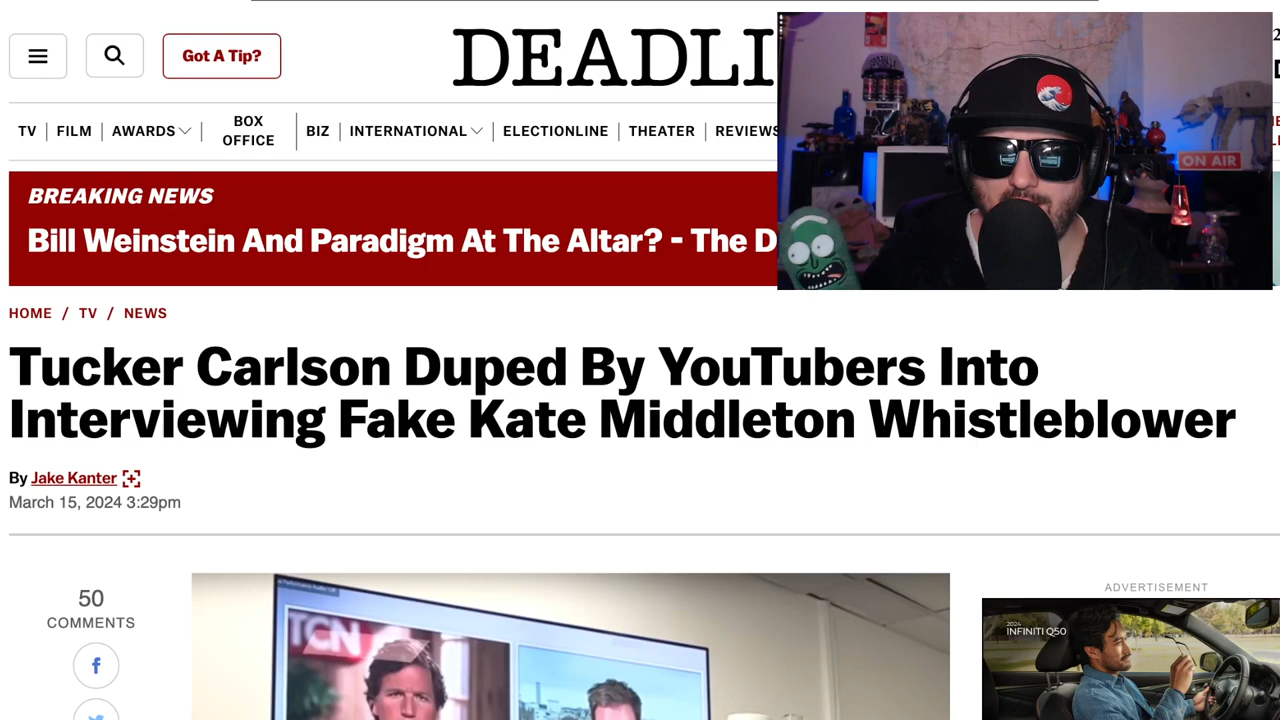 Got A Tip?
DEADLI
TV | FILM | AWARDS | BOX OFFICE | BIZ | INTERNATIONAL | ELECTIONLINE | THEATER | REVIEWS
ON AIR
BREAKING NEWS
Bill Weinstein And Paradigm At The Altar? - The D
HOME / TV / NEWS
Tucker Carlson Duped By YouTubers Into
Interviewing Fake Kate Middleton Whistleblower
By Jake Kanter
March 15, 2024 3:29pm
50
COMMENTS
TCN
ADVERTISEMENT
2024
INFINITI Q50